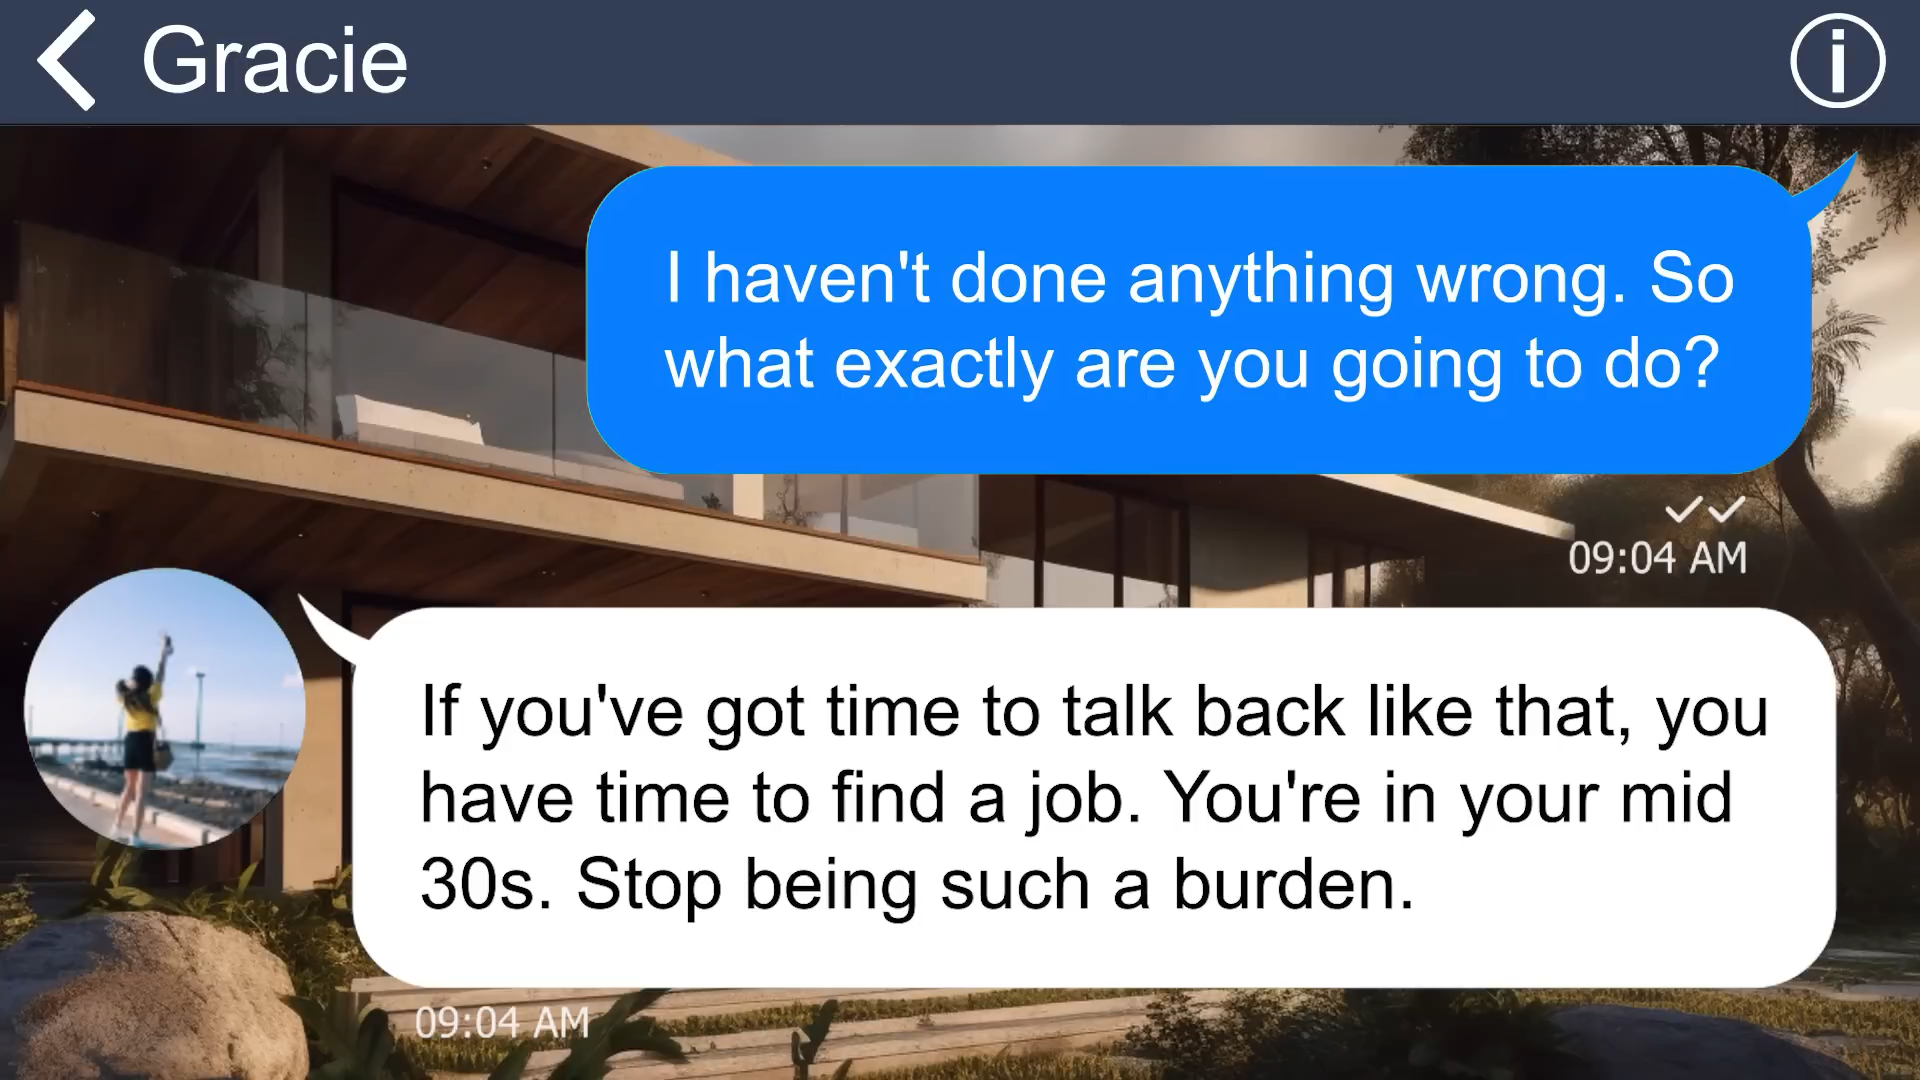 Gracie
I haven't done anything wrong. So
what exactly are you going to do?
09:04 AM
If you've got time to talk back like that, you
have time to find a job. You're in your mid
30s. Stop being such a burden.
09:04 AM